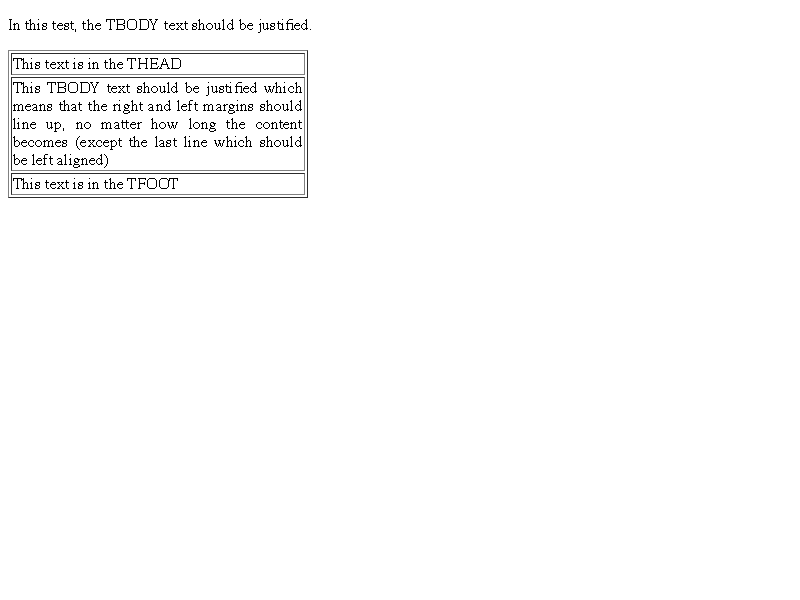 In this test, the TBODY text should be justified.
This text is in the THEAD
This TBODY text should be justified which
means that the right and left margins should
line up, no matter how long the content
becomes (except the last line which should
be left aligned)
This text is in the TFOOT